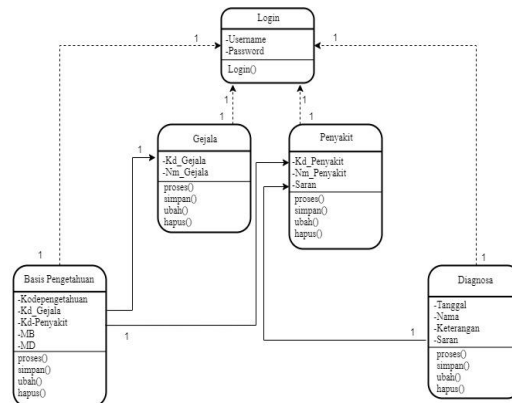 Login
-Username
-Password
Login()
1
1
1
1
Gejala
-Kd_Gejala
-Nm_Gejala
proses()
simpan()
ubah()
hapus()
1
1
Penyakit
-Kd_Penyakit
-Nm_Penyakit
-Saran
proses()
simpan()
ubah()
hapus()
1
1
1
Basis Pengetahuan
-Kodepengetahuan
-Kd_Gejala
-Kd-Penyakit
-MB
-MD
proses()
simpan()
ubah()
hapus()
1
1
1
Diagnosa
-Tanggal
-Nama
-Keterangan
-Saran
proses()
simpan()
ubah()
hapus()